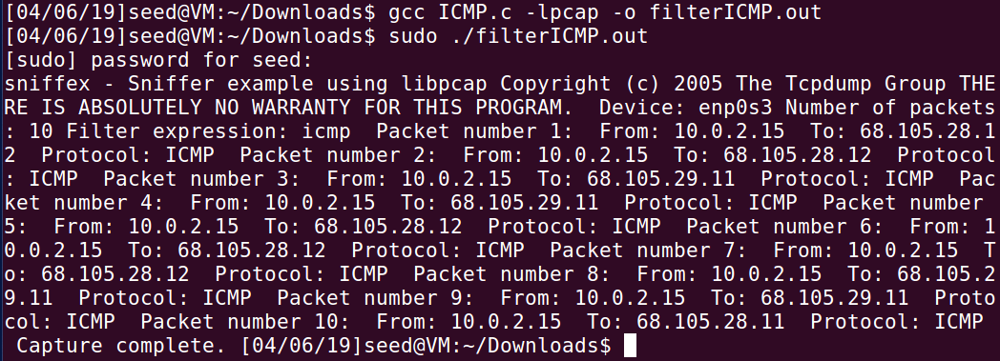 [04/06/19]seed@VM:~/Downloads$ gcc ICMP.c -lpcap -o filterICMP.out
[04/06/19]seed@VM:~/Downloads$ sudo ./filterICMP.out
[sudo] password for seed:
sniffex - Sniffer example using libpcap Copyright (c) 2005 The Tcpdump Group THE
RE IS ABSOLUTELY NO WARRANTY FOR THIS PROGRAM.  Device: enp0s3 Number of packets
: 10 Filter expression: icmp  Packet number 1:  From: 10.0.2.15  To: 68.105.28.1
2  Protocol: ICMP  Packet number 2:  From: 10.0.2.15  To: 68.105.28.12  Protocol
: ICMP  Packet number 3:  From: 10.0.2.15  To: 68.105.29.11  Protocol: ICMP  Pac
ket number 4:  From: 10.0.2.15  To: 68.105.29.11  Protocol: ICMP  Packet number
5:  From: 10.0.2.15  To: 68.105.28.12  Protocol: ICMP  Packet number 6:  From: 1
0.0.2.15  To: 68.105.28.12  Protocol: ICMP  Packet number 7:  From: 10.0.2.15  T
o: 68.105.28.12  Protocol: ICMP  Packet number 8:  From: 10.0.2.15  To: 68.105.2
9.11  Protocol: ICMP  Packet number 9:  From: 10.0.2.15  To: 68.105.29.11  Proto
col: ICMP  Packet number 10:  From: 10.0.2.15  To: 68.105.28.11  Protocol: ICMP
 Capture complete. [04/06/19]seed@VM:~/Downloads$